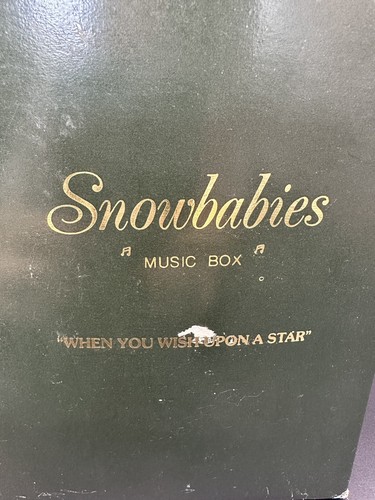 Snowbabies
MUSIC BOX
"WHEN YOU WISH UPON A STAR"